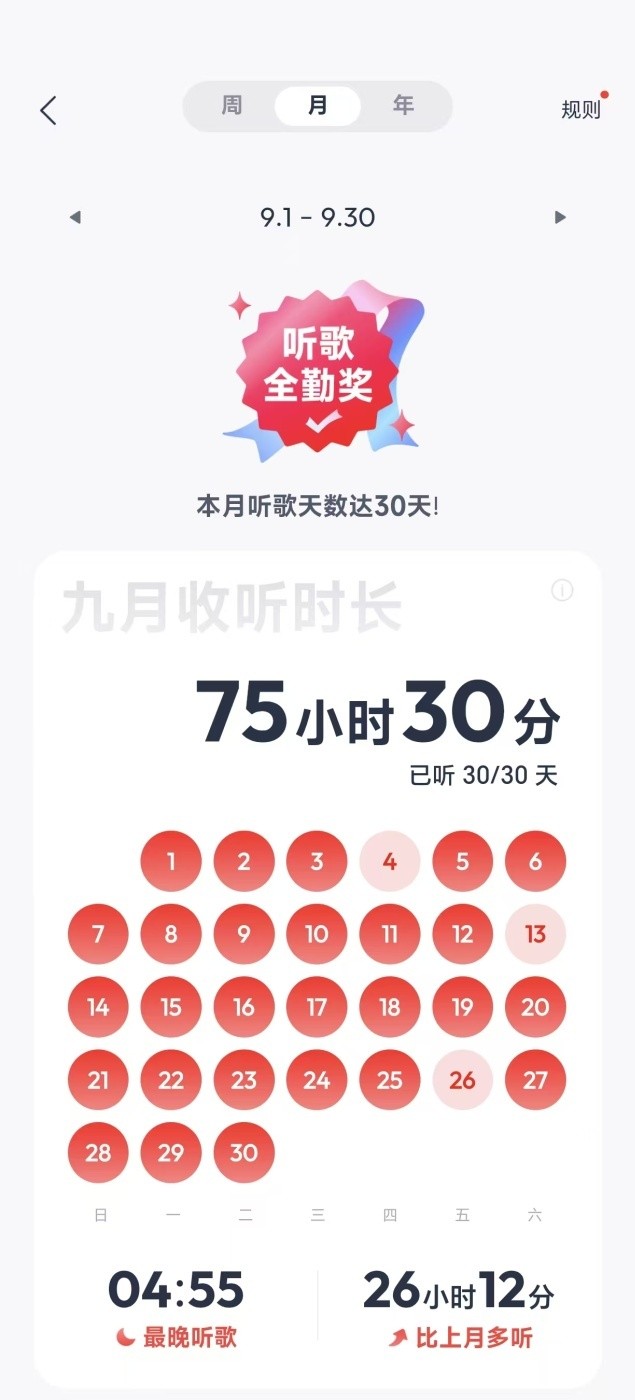 周 月 年 规则
9.1 - 9.30
听歌
全勤奖
本月听歌天数达30天!
九月收听时长
75小时30分
已听 30/30 天
1 2 3 4 5 6
7 8 9 10 11 12 13
14 15 16 17 18 19 20
21 22 23 24 25 26 27
28 29 30
日 一 二 三 四 五 六
04:55 26小时12分
最晚听歌 比上月多听